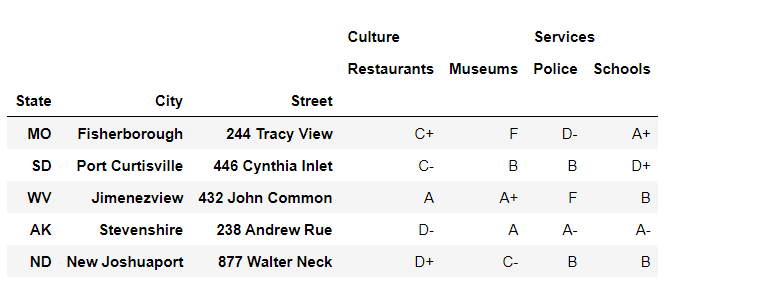 Culture Services
Restaurants Museums Police Schools
State City Street
MO Fisherborough 244 Tracy View C+ F D- A+
SD Port Curtisville 446 Cynthia Inlet C- B B D+
WV Jimenezview 432 John Common A A+ F B
AK Stevenshire 238 Andrew Rue D- A A- A-
ND New Joshuaport 877 Walter Neck D+ C- B B